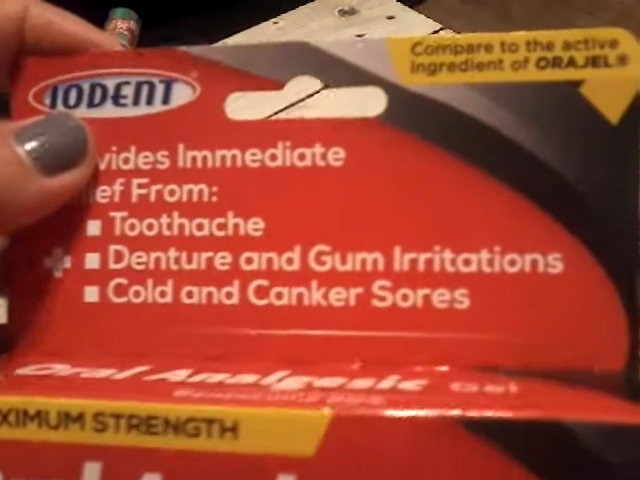 IODENT
Compare to the active
ingredient of ORAJEL®
vides Immediate
ef From:
Toothache
Denture and Gum Irritations
Cold and Canker Sores
Oral Analgesic Gel
XIMUM STRENGTH